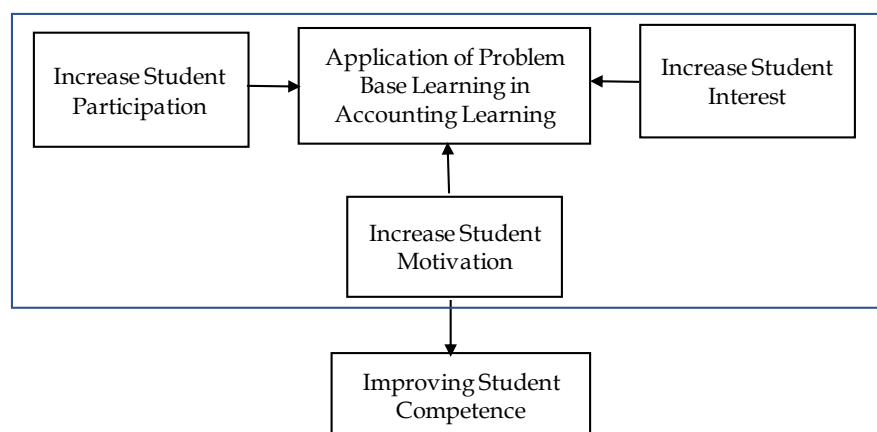 Increase Student
Participation
Application of Problem
Base Learning in
Accounting Learning
Increase Student
Interest
Increase Student
Motivation
Improving Student
Competence